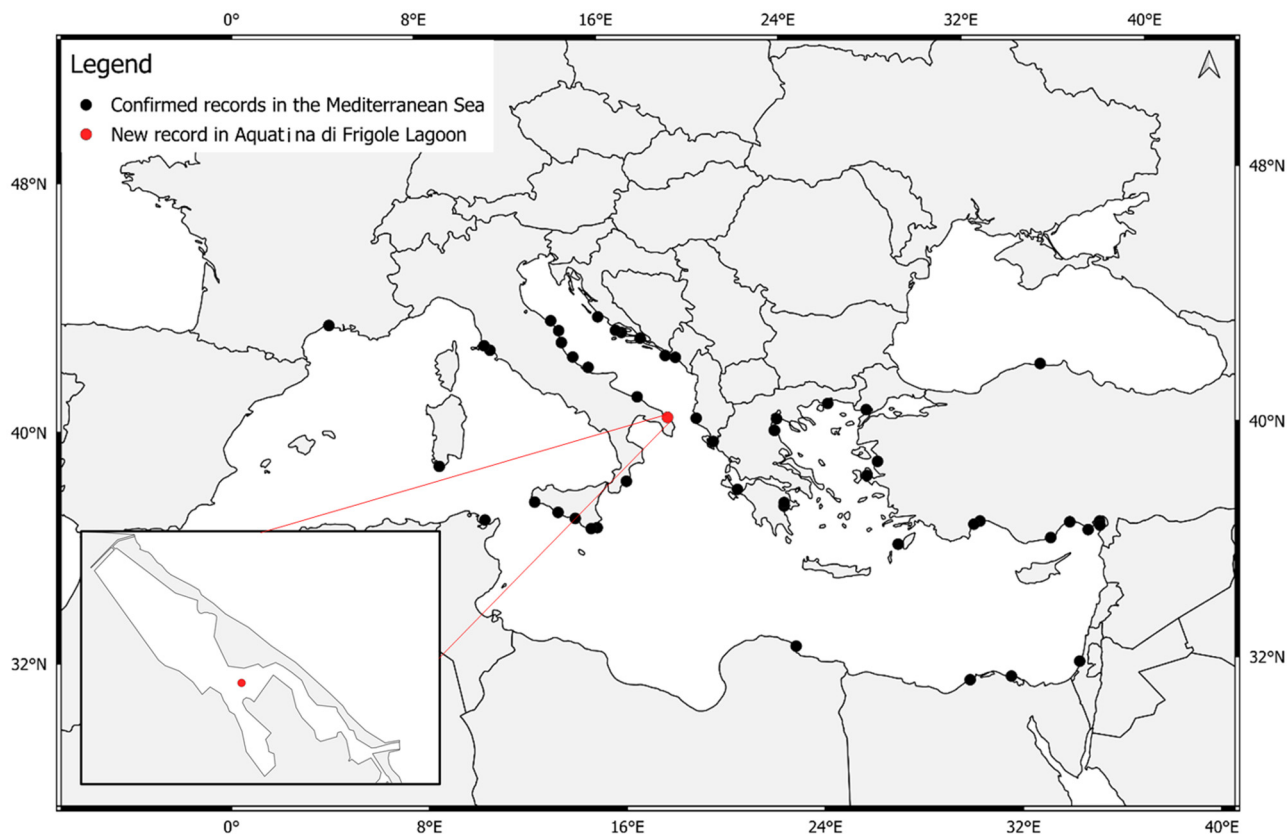 0° 8°E 16°E 24°E 32°E 40°E
Legend
Confirmed records in the Mediterranean Sea
New record in Aquatina di Frigole Lagoon
48°N 48°N
40°N 40°N
32°N 32°N
0° 8°E 16°E 24°E 32°E 40°E